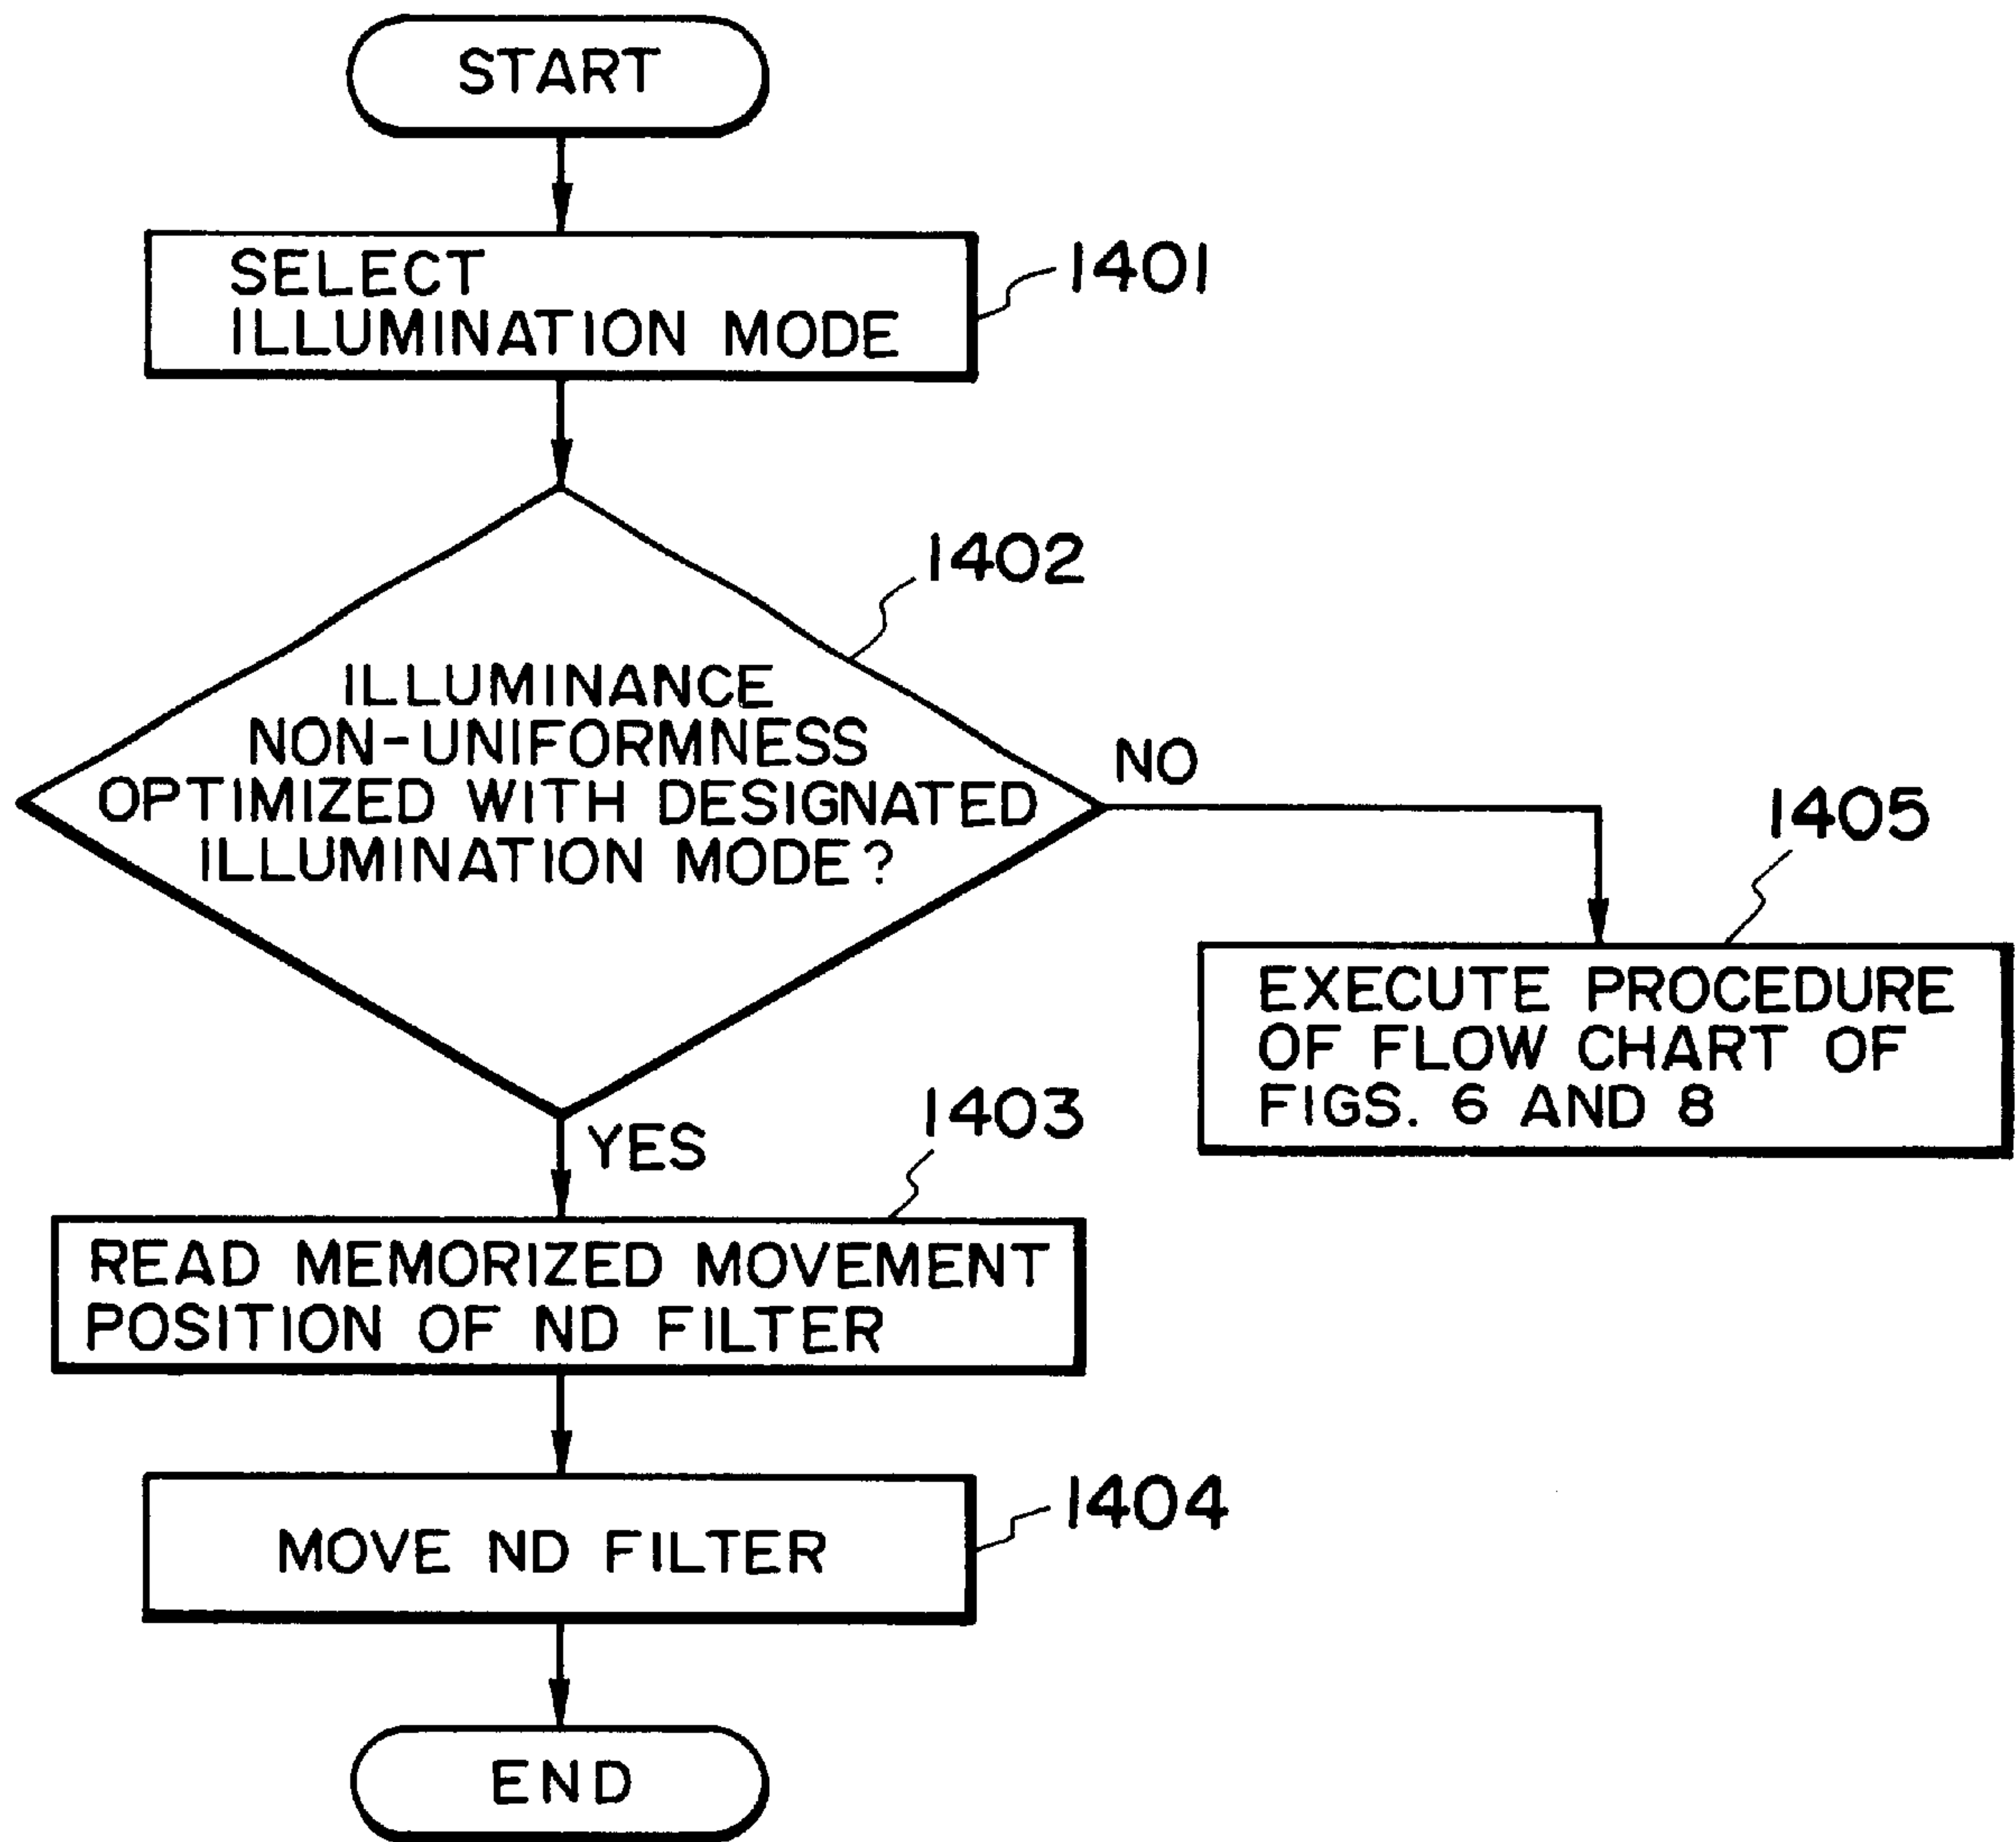 START
SELECT
ILLUMINATION MODE
1401
1402
ILLUMINANCE
NON-UNIFORMNESS
OPTIMIZED WITH DESIGNATED
ILLUMINATION MODE?
NO
1405
EXECUTE PROCEDURE
OF FLOW CHART OF
FIGS. 6 AND 8
YES
1403
READ MEMORIZED MOVEMENT
POSITION OF ND FILTER
1404
MOVE ND FILTER
END